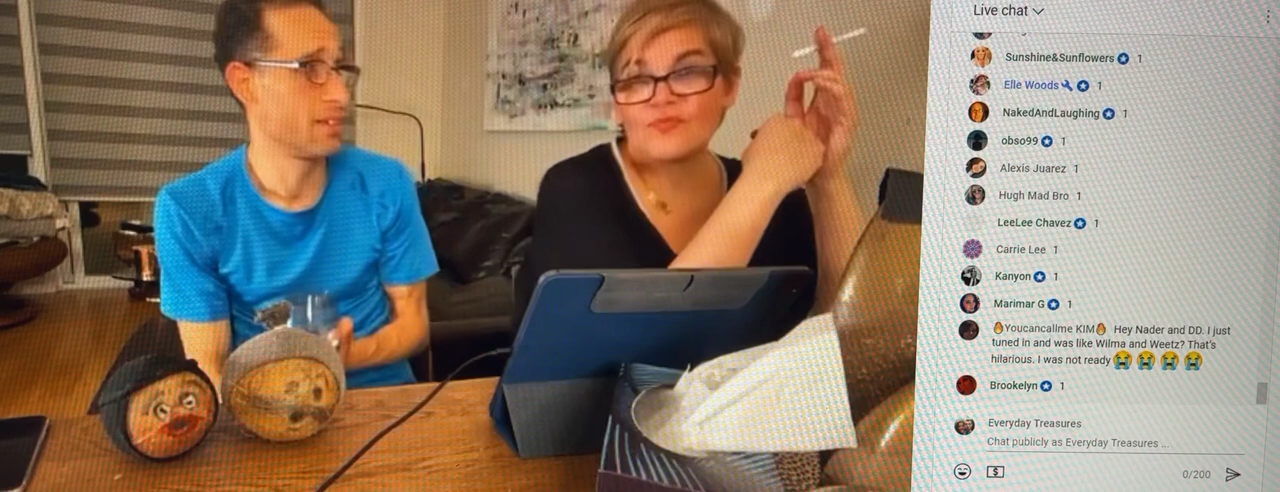 Live chat
Sunshine&Sunflowers 1
Elle Woods 1
NakedAndLaughing 1
obso99 1
Alexis Juarez 1
Hugh Mad Bro 1
LeeLee Chavez 1
Carrie Lee 1
Kanyon 1
Marimar G 1
🔥Youcancallme KIM🔥 Hey Nader and DD. I just
tuned in and was like Wilma and Weetz? That's
hilarious. I was not ready😭😭😭😭
Brookelyn 1
Everyday Treasures
Chat publicly as Everyday Treasures ...
0/200